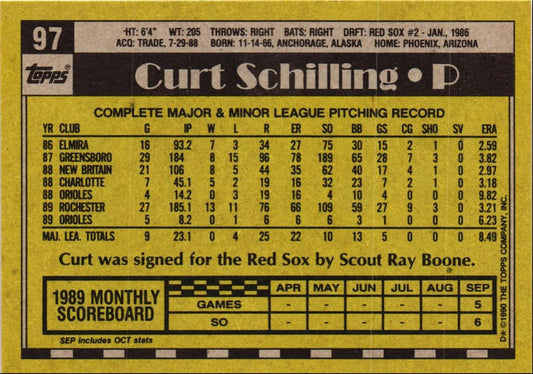 97
HT: 6'4" WT: 205 THROWS: RIGHT BATS: RIGHT DRFT: RED SOX #2 - JAN., 1986
ACQ: TRADE, 7-29-88 BORN: 11-14-66, ANCHORAGE, ALASKA HOME: PHOENIX, ARIZONA
topps®
Curt Schilling • P
COMPLETE MAJOR & MINOR LEAGUE PITCHING RECORD
YR CLUB G IP W L R ER SO BB GS CG SHO SV ERA
86 ELMIRA 16 93.2 7 3 34 27 75 30 15 2 1 0 2.59
87 GREENSBORO 29 184 8 15 96 78 189 65 28 7 3 0 3.82
88 NEW BRITAIN 21 106 8 5 44 35 62 40 17 4 1 0 2.97
88 CHARLOTTE 7 45.1 5 2 19 16 32 23 7 2 1 0 3.18
88 ORIOLES 4 14.2 0 3 19 16 4 10 4 0 0 0 9.82
89 ROCHESTER 27 185.1 13 11 76 66 109 59 27 9 3 0 3.21
89 ORIOLES 5 8.2 0 1 6 6 6 3 1 0 0 0 6.23
MAJ. LEA. TOTALS 9 23.1 0 4 25 22 10 13 5 0 0 0 8.49
Curt was signed for the Red Sox by Scout Ray Boone.
1989 MONTHLY SCOREBOARD
APR MAY JUN JUL AUG SEP
GAMES - - - - - 5
SO - - - - - 6
SEP includes OCT stats
D* ©1990 THE TOPPS COMPANY, INC.